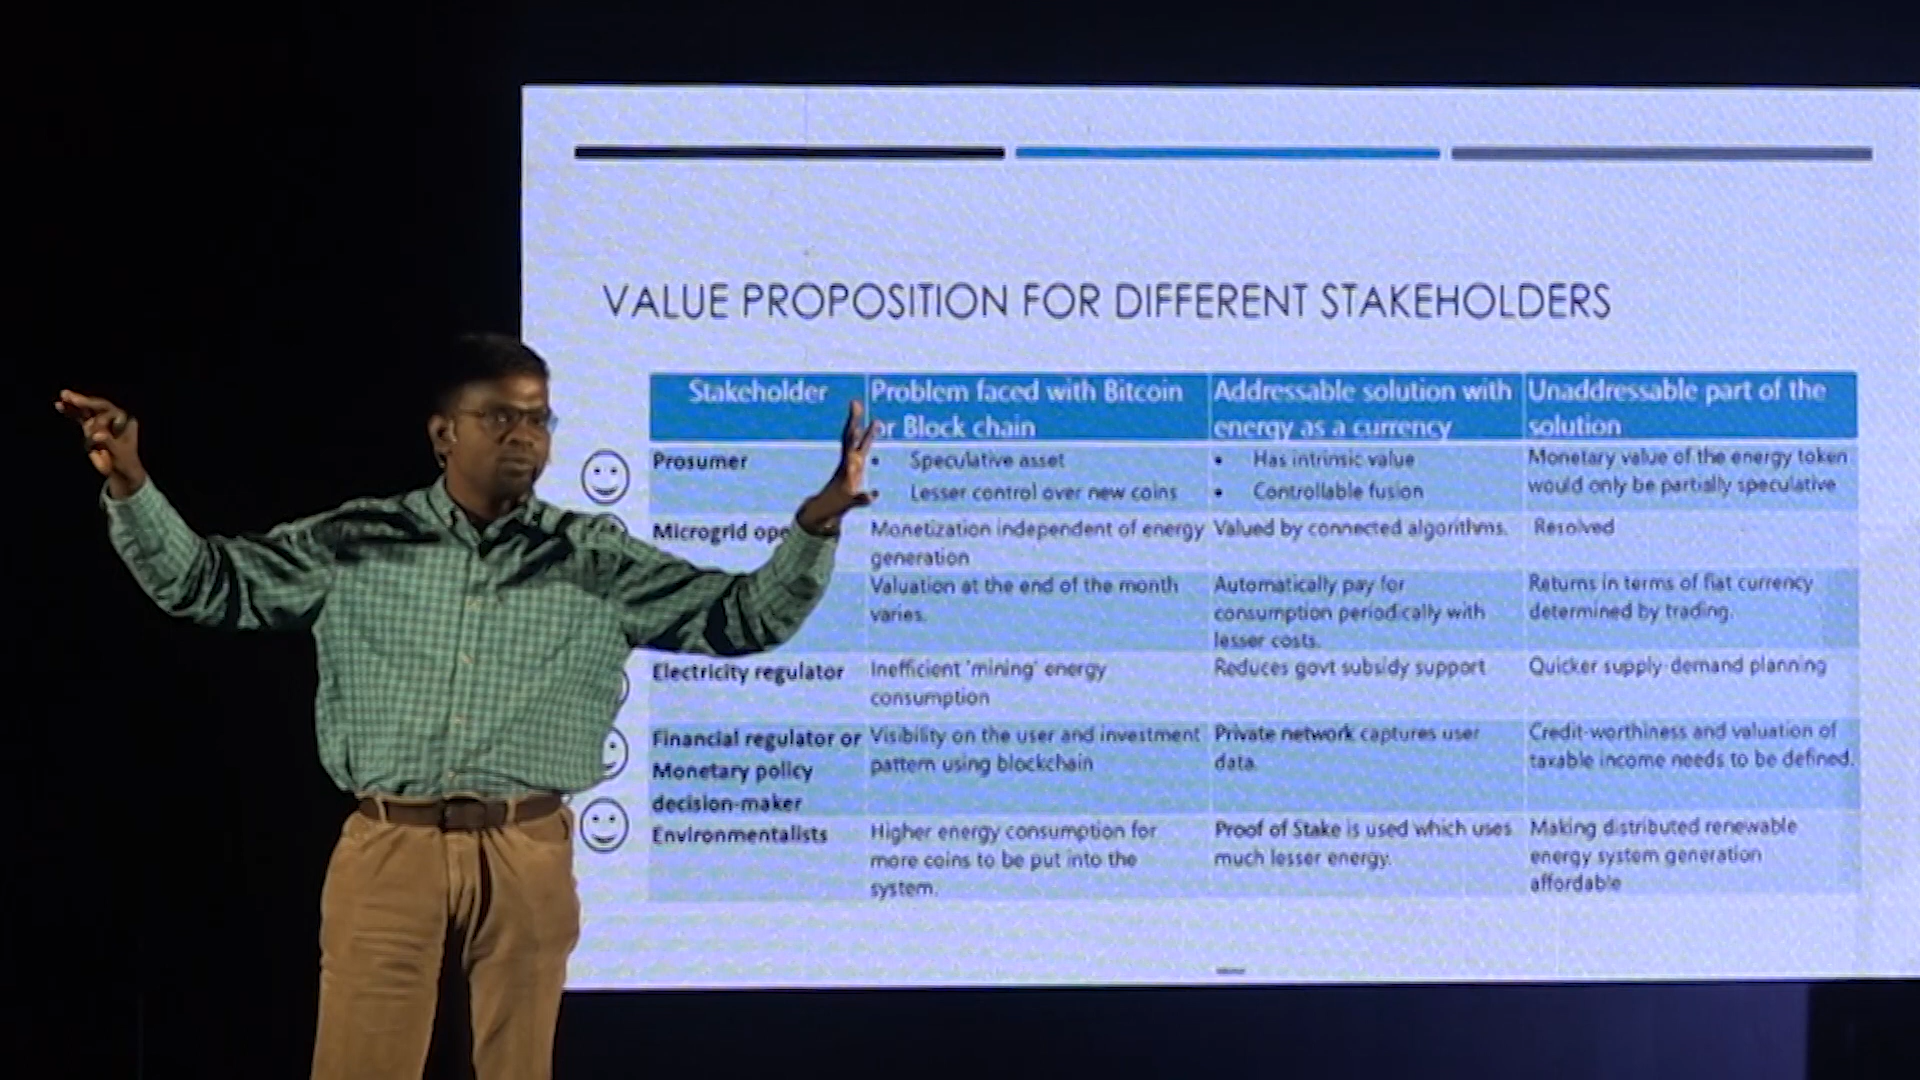 VALUE PROPOSITION FOR DIFFERENT STAKEHOLDERS
Stakeholder
Problem faced with Bitcoin
or Block chain
Addressable solution with
energy as a currency
Unaddressable part of the
solution
Prosumer
• Speculative asset
• Lesser control over new coins
• Has intrinsic value
• Controllable fusion
Monetary value of the energy token
would only be partially speculative
Microgrid ope
Monetization independent of energy
generation
Valued by connected algorithms.
Resolved
Valuation at the end of the month
varies.
Automatically pay for
consumption periodically with
lesser costs.
Returns in terms of fiat currency
determined by trading.
Electricity regulator
Inefficient 'mining' energy
consumption
Reduces govt subsidy support
Quicker supply-demand planning
Financial regulator or
Monetary policy
decision-maker
Visibility on the user and investment
pattern using blockchain
Private network captures user
data.
Credit-worthiness and valuation of
taxable income needs to be defined.
Environmentalists
Higher energy consumption for
more coins to be put into the
system.
Proof of Stake is used which uses
much lesser energy.
Making distributed renewable
energy system generation
affordable